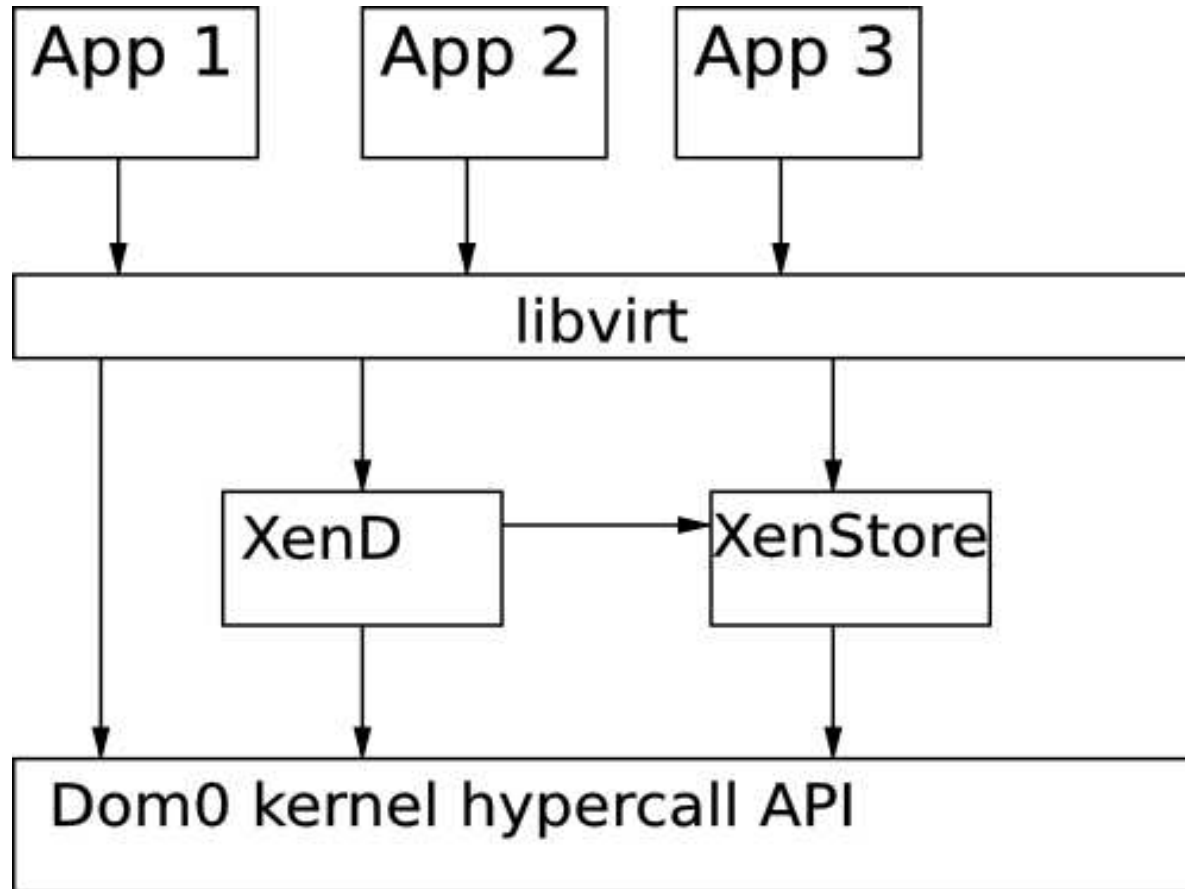 App 1
App 2
App 3
libvirt
XenD
XenStore
Dom0 kernel hypercall API